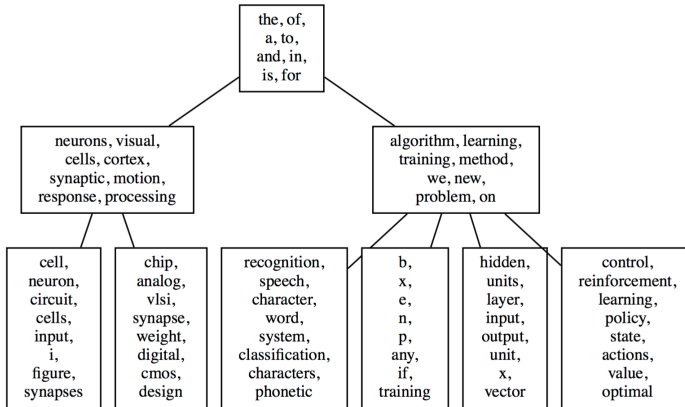 the, of,
a, to,
and, in,
is, for
neurons, visual,
cells, cortex,
synaptic, motion,
response, processing
algorithm, learning,
training, method,
we, new,
problem, on
cell,
neuron,
circuit,
cells,
input,
i,
figure,
synapses
chip,
analog,
vlsi,
synapse,
weight,
digital,
cmos,
design
recognition,
speech,
character,
word,
system,
classification,
characters,
phonetic
b,
x,
e,
n,
p,
any,
if,
training
hidden,
units,
layer,
input,
output,
unit,
x,
vector
control,
reinforcement,
learning,
policy,
state,
actions,
value,
optimal